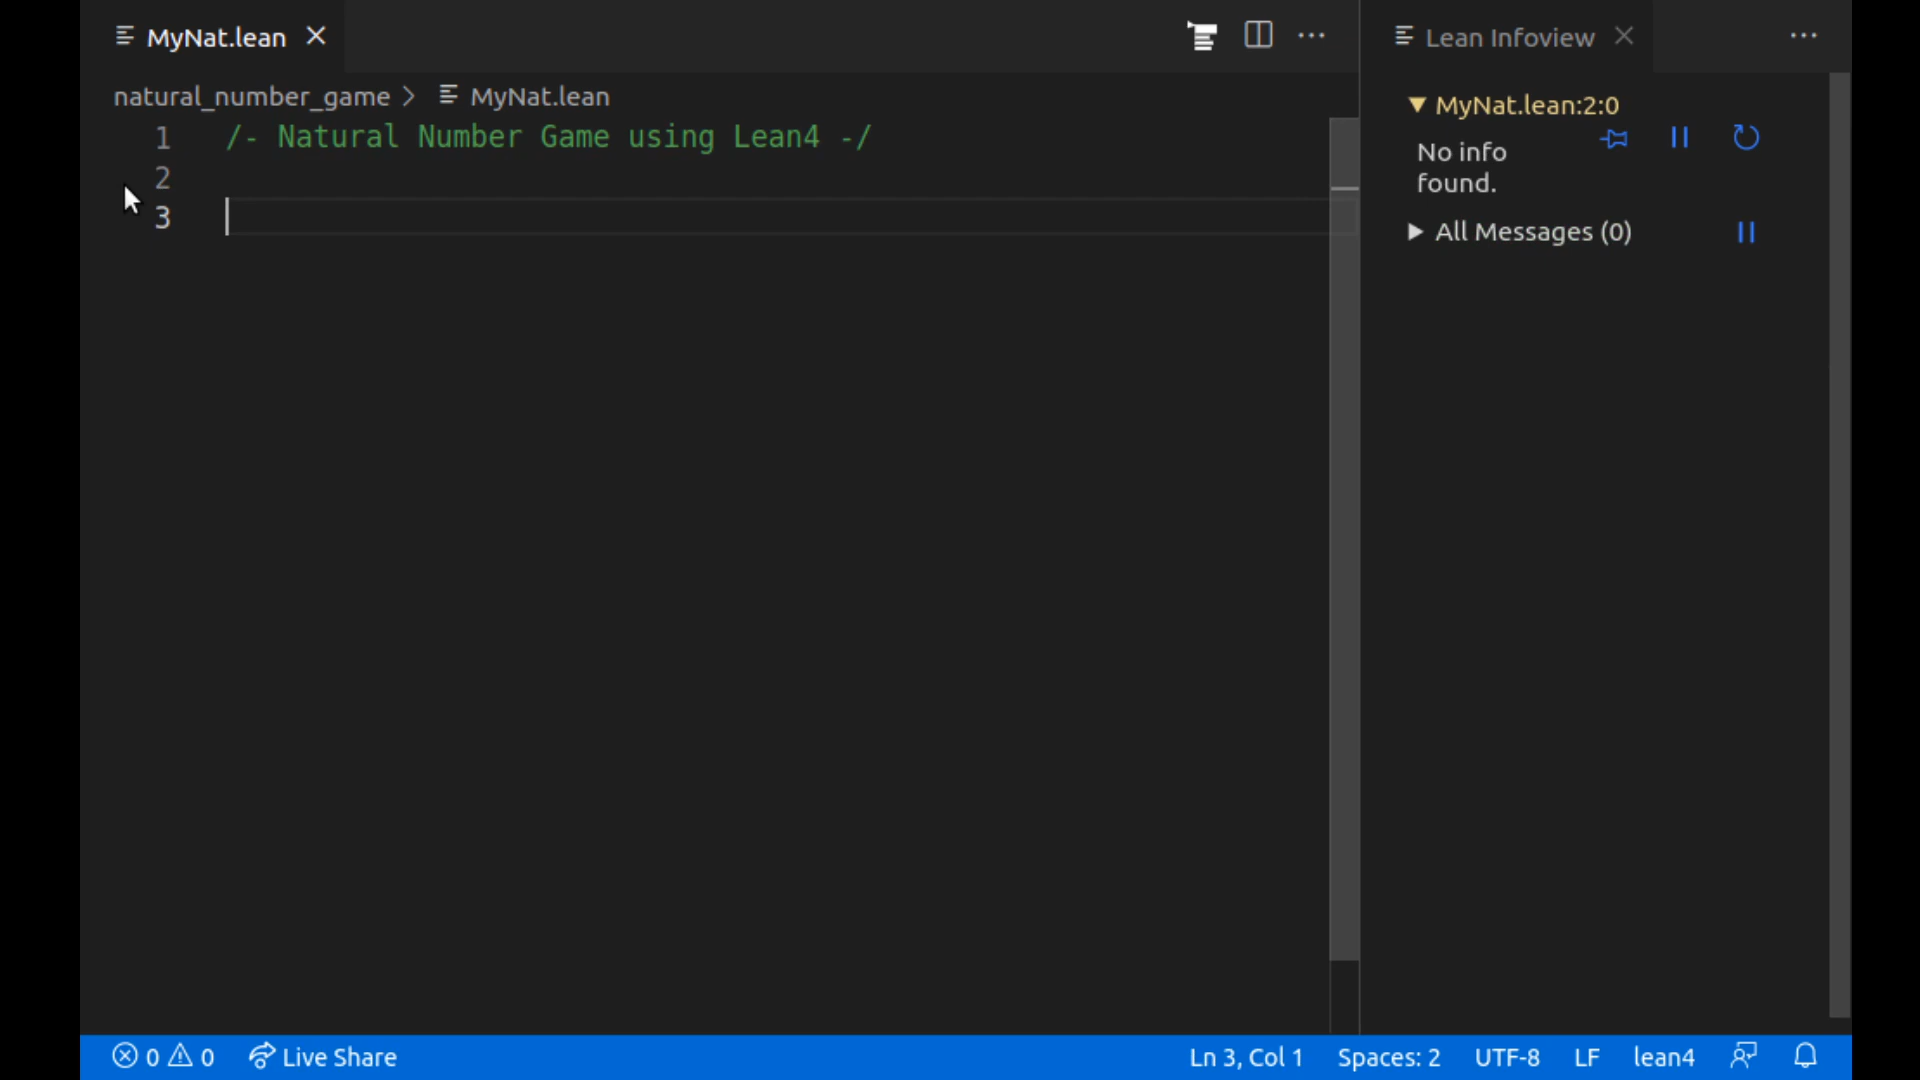 MyNat.lean
Lean Infoview
natural_number_game > MyNat.lean
1 /- Natural Number Game using Lean4 -/
2
3
MyNat.lean:2:0
No info
found.
All Messages (0)
0 0 Live Share
Ln 3, Col 1 Spaces: 2 UTF-8 LF lean4